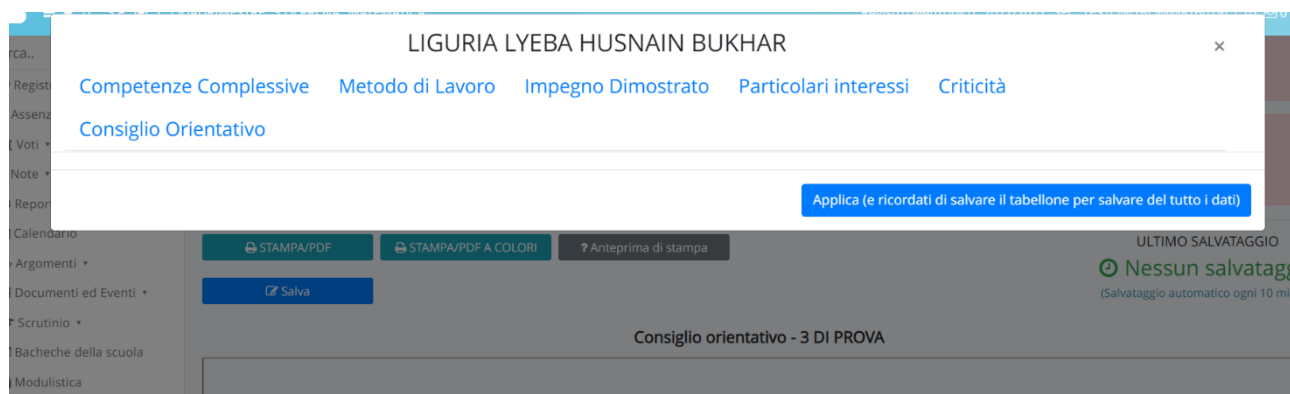 LIGURIA LYEBA HUSNAIN BUKHAR ×
Competenze Complessive Metodo di Lavoro Impegno Dimostrato Particolari interessi Criticità
Consiglio Orientativo
Applica (e ricordati di salvare il tabellone per salvare del tutto i dati)
rca..
Registr
Assenz
Voti
Note
Repor
Calendario
Argomenti
Documenti ed Eventi
Scrutinio
Bacheche della scuola
Modulistica
STAMPA/PDF STAMPA/PDF A COLORI ? Anteprima di stampa
Salva
ULTIMO SALVATAGGIO
Nessun salvatagg
(Salvataggio automatico ogni 10 mi
Consiglio orientativo - 3 DI PROVA